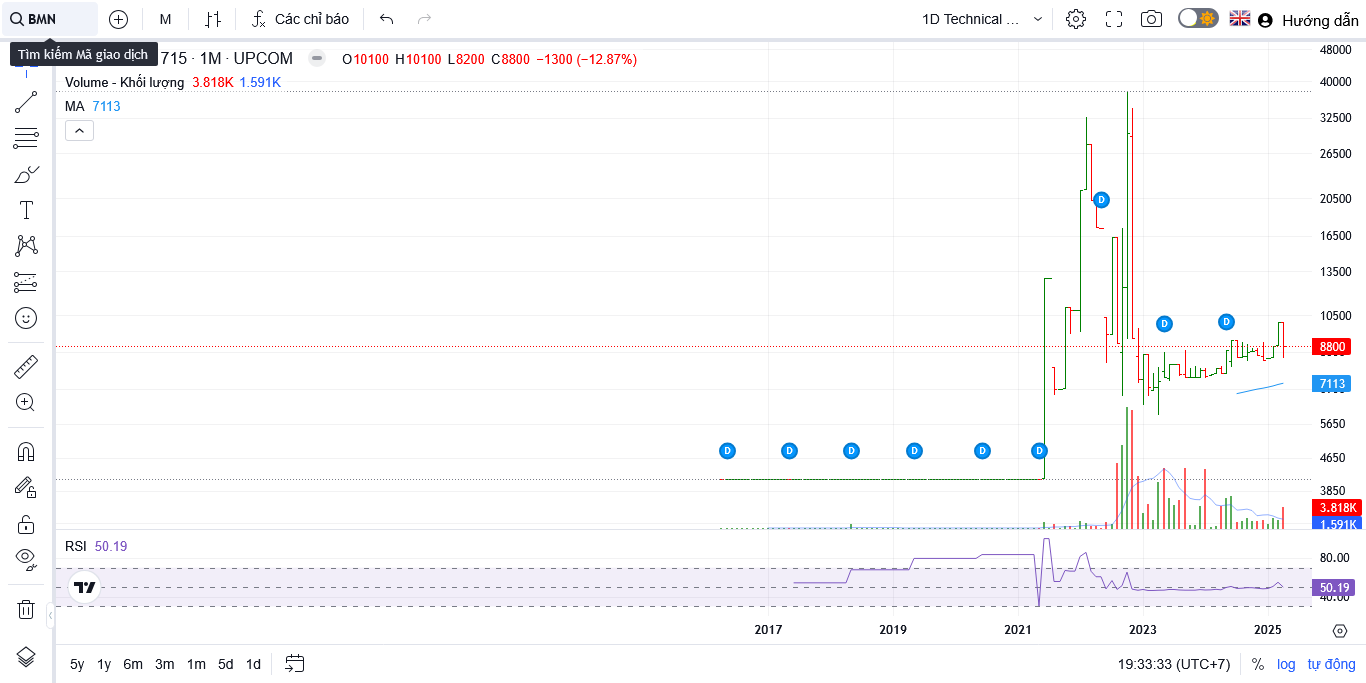 BMN
M
Các chỉ báo
1D Technical ...
Hướng dẫn
Tìm kiếm Mã giao dịch
715 · 1M · UPCOM
O10100 H10100 L8200 C8800 −1300 (−12.87%)
Volume - Khối lượng 3.818K 1.591K
MA 7113
48000
40000
32500
26500
20500
16500
13500
10500
8800
7113
5650
4650
3850
3.818K
1.591K
D
D
D
D
D
D
D
D
D
RSI 50.19
80.00
50.19
40.00
2017
2019
2021
2023
2025
5y 1y 6m 3m 1m 5d 1d
19:33:33 (UTC+7)
% log tự động